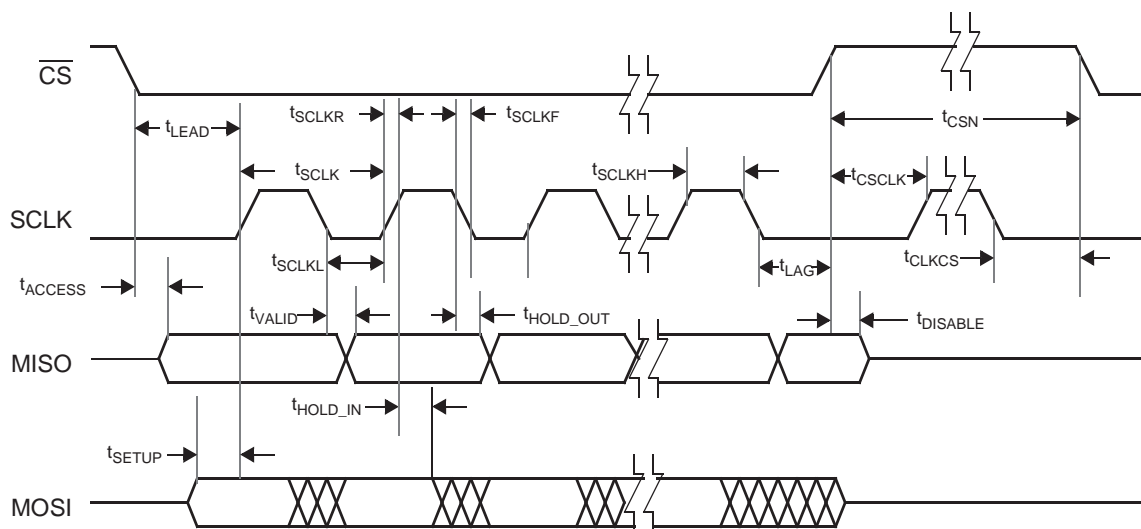 CS
tSCLKR
tSCLKF
tLEAD
tCSN
tSCLK
tSCLKH
tCSCLK
SCLK
tSCLKL
tLAG
tCLKCS
tACCESS
tVALID
tHOLD_OUT
tDISABLE
MISO
tHOLD_IN
tSETUP
MOSI